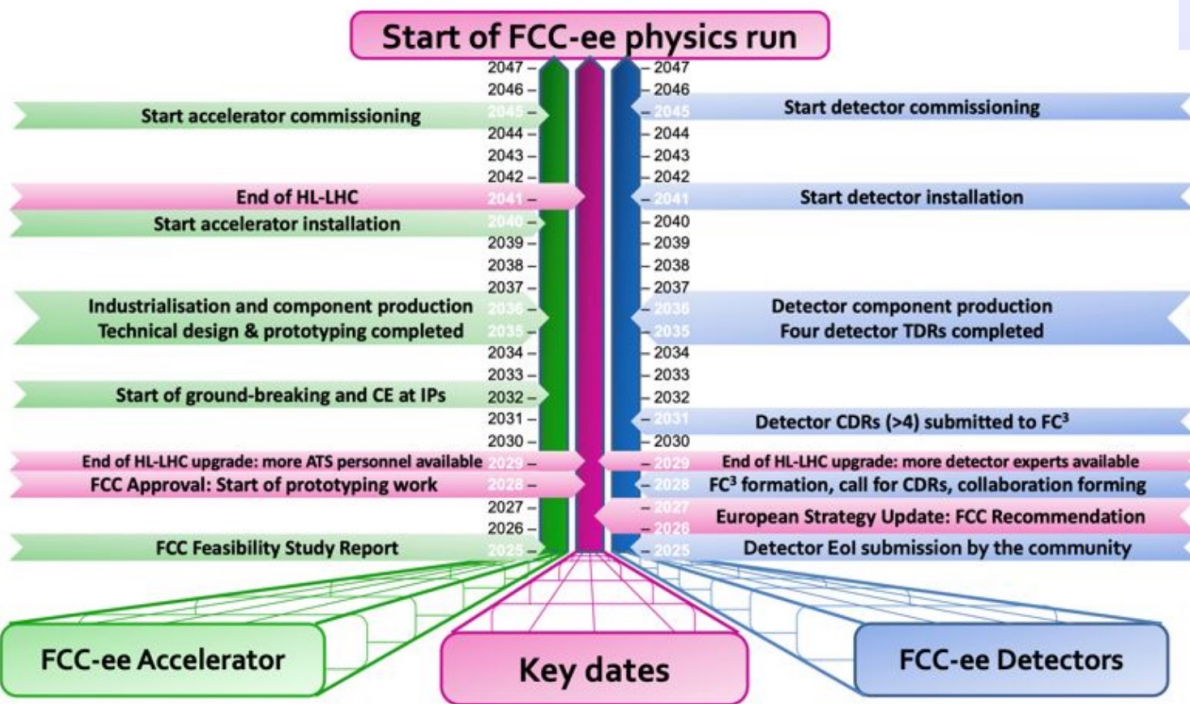 Start of FCC-ee physics run
2047 – – 2047
2046 – – 2046
Start accelerator commissioning 2045 – – 2045 Start detector commissioning
2044 – – 2044
2043 – – 2043
2042 – – 2042
End of HL-LHC 2041 – – 2041 Start detector installation
Start accelerator installation 2040 – – 2040
2039 – – 2039
2038 – – 2038
2037 – – 2037
Industrialisation and component production 2036 – – 2036 Detector component production
Technical design & prototyping completed 2035 – – 2035 Four detector TDRs completed
2034 – – 2034
2033 – – 2033
Start of ground-breaking and CE at IPs 2032 – – 2032
2031 – – 2031 Detector CDRs (>4) submitted to FC³
2030 – – 2030
End of HL-LHC upgrade: more ATS personnel available 2029 – – 2029 End of HL-LHC upgrade: more detector experts available
FCC Approval: Start of prototyping work 2028 – – 2028 FC³ formation, call for CDRs, collaboration forming
2027 – – 2027
European Strategy Update: FCC Recommendation
2026 – – 2026
FCC Feasibility Study Report 2025 – – 2025 Detector EoI submission by the community
FCC-ee Accelerator
Key dates
FCC-ee Detectors